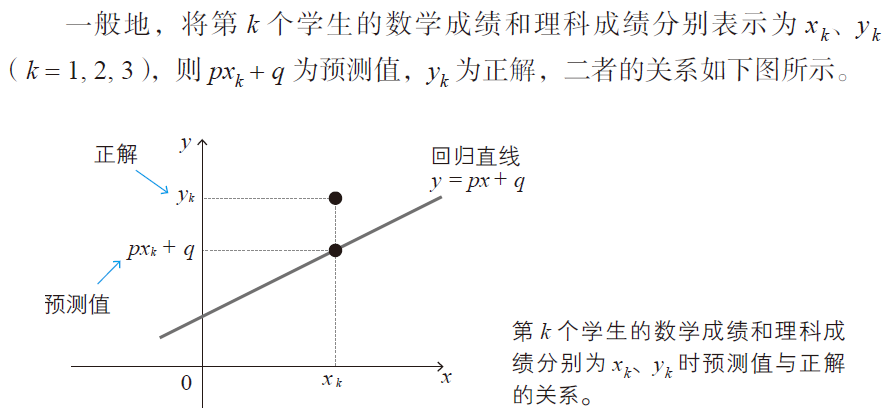 一般地，将第 k 个学生的数学成绩和理科成绩分别表示为 xₖ、yₖ
（k = 1, 2, 3），则 pxₖ + q 为预测值，yₖ 为正解，二者的关系如下图所示。
y
正解
回归直线
y = px + q
yₖ
pxₖ + q
预测值
第 k 个学生的数学成绩和理科成
绩分别为 xₖ、yₖ 时预测值与正解
的关系。
0
xₖ
x